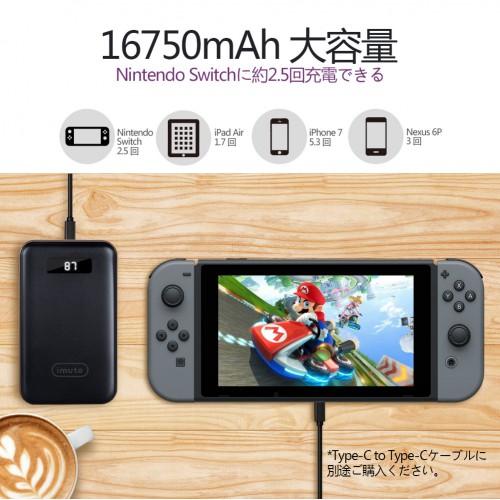 16750mAh 大容量
Nintendo Switchに約2.5回充電できる
Nintendo
Switch
2.5 回
iPad Air
1.7 回
iPhone 7
5.3 回
Nexus 6P
3 回
87
imuto
*Type-C to Type-Cケーブルに
別途ご購入ください。